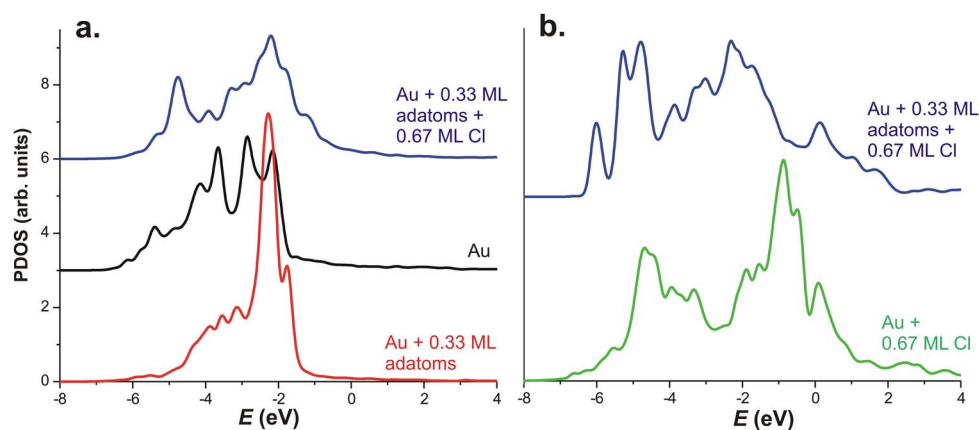 a.
8
6
4
2
0
PDOS (arb. units)
Au + 0.33 ML
adatoms +
0.67 ML Cl
Au
Au + 0.33 ML
adatoms
-8 -6 -4 -2 0 2 4
E (eV)
b.
Au + 0.33 ML
adatoms +
0.67 ML Cl
Au +
0.67 ML Cl
-8 -6 -4 -2 0 2 4
E (eV)